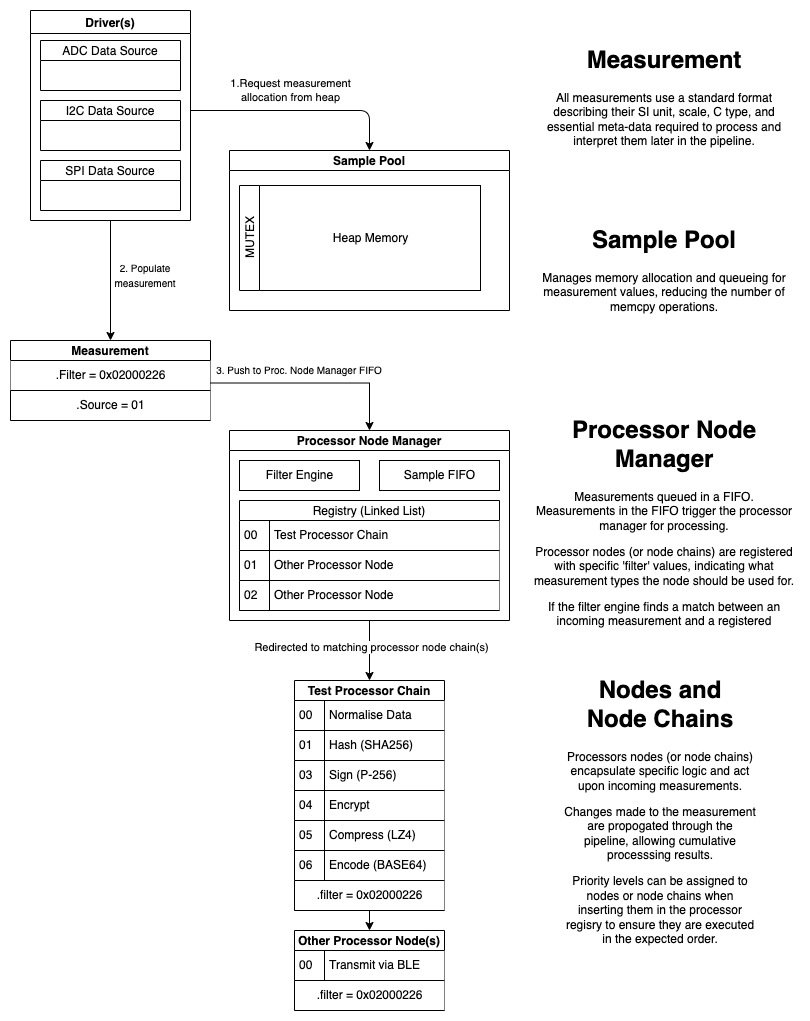 Driver(s)
ADC Data Source
I2C Data Source
SPI Data Source
1.Request measurement
allocation from heap
Sample Pool
MUTEX
Heap Memory
2. Populate
measurement
Measurement
.Filter = 0x02000226
.Source = 01
3. Push to Proc. Node Manager FIFO
Processor Node Manager
Filter Engine
Sample FIFO
Registry (Linked List)
00 Test Processor Chain
01 Other Processor Node
02 Other Processor Node
Redirected to matching processor node chain(s)
Test Processor Chain
00 Normalise Data
01 Hash (SHA256)
03 Sign (P-256)
04 Encrypt
05 Compress (LZ4)
06 Encode (BASE64)
.filter = 0x02000226
Other Processor Node(s)
00 Transmit via BLE
.filter = 0x02000226
Measurement
All measurements use a standard format
describing their SI unit, scale, C type, and
essential meta-data required to process and
interpret them later in the pipeline.
Sample Pool
Manages memory allocation and queueing for
measurement values, reducing the number of
memcpy operations.
Processor Node
Manager
Measurements queued in a FIFO.
Measurements in the FIFO trigger the processor
manager for processing.
Processor nodes (or node chains) are registered
with specific 'filter' values, indicating what
measurement types the node should be used for.
If the filter engine finds a match between an
incoming measurement and a registered
Nodes and
Node Chains
Processors nodes (or node chains)
encapsulate specific logic and act
upon incoming measurements.
Changes made to the measurement
are propogated through the
pipeline, allowing cumulative
processsing results.
Priority levels can be assigned to
nodes or node chains when
inserting them in the processor
regisry to ensure they are executed
in the expected order.